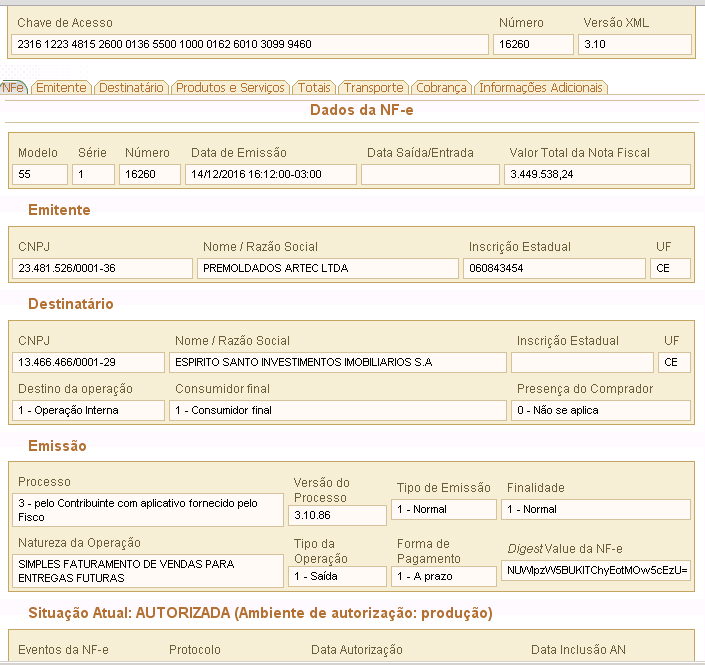 Chave de Acesso Número Versão XML
2316 1223 4815 2600 0136 5500 1000 0162 6010 3099 9460 16260 3.10
NFe Emitente Destinatário Produtos e Serviços Totais Transporte Cobrança Informações Adicionais
Dados da NF-e
Modelo Série Número Data de Emissão Data Saída/Entrada Valor Total da Nota Fiscal
55 1 16260 14/12/2016 16:12:00-03:00 3.449.538,24
Emitente
CNPJ Nome / Razão Social Inscrição Estadual UF
23.481.526/0001-36 PREMOLDADOS ARTEC LTDA 060843454 CE
Destinatário
CNPJ Nome / Razão Social Inscrição Estadual UF
13.466.466/0001-29 ESPIRITO SANTO INVESTIMENTOS IMOBILIARIOS S.A CE
Destino da operação Consumidor final Presença do Comprador
1 - Operação Interna 1 - Consumidor final 0 - Não se aplica
Emissão
Processo Versão do Processo Tipo de Emissão Finalidade
3 - pelo Contribuinte com aplicativo fornecido pelo Fisco 3.10.86 1 - Normal 1 - Normal
Natureza da Operação Tipo da Operação Forma de Pagamento Digest Value da NF-e
SIMPLES FATURAMENTO DE VENDAS PARA ENTREGAS FUTURAS 1 - Saída 1 - A prazo
Situação Atual: AUTORIZADA (Ambiente de autorização: produção)
Eventos da NF-e Protocolo Data Autorização Data Inclusão AN